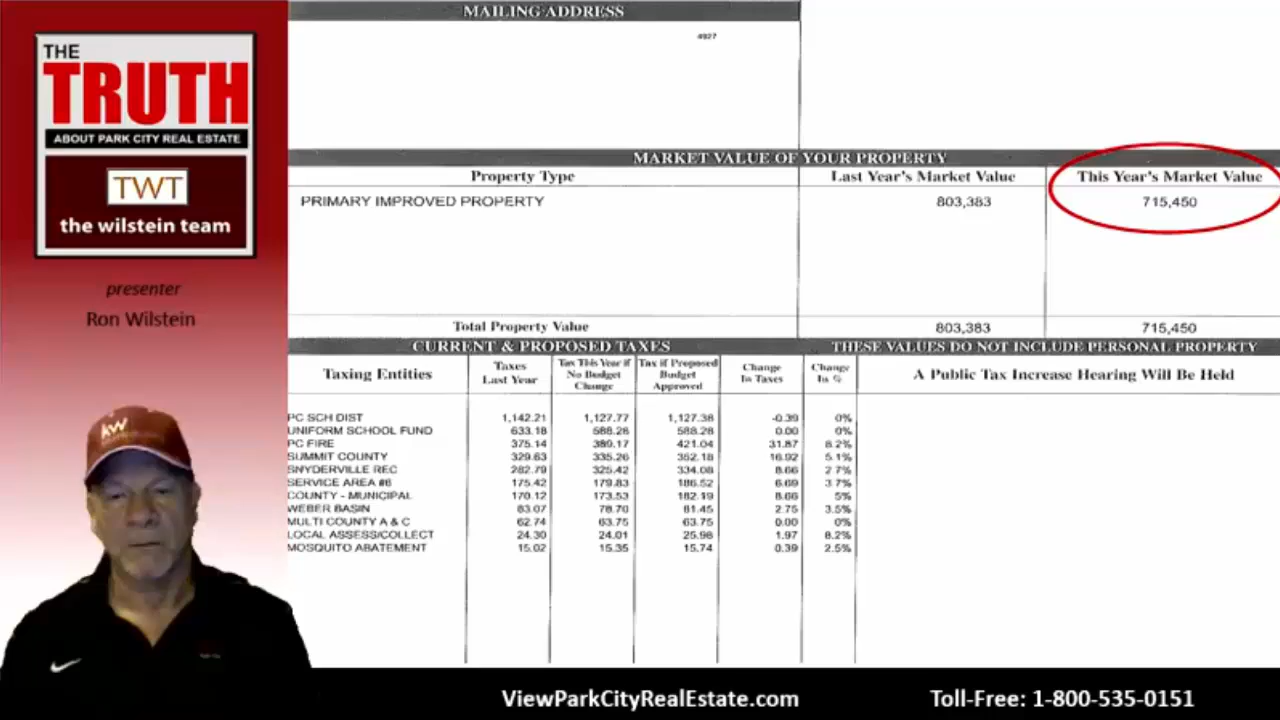 THE
TRUTH
ABOUT PARK CITY REAL ESTATE
TWT
the wilstein team
presenter
Ron Wilstein
kw
MAILING ADDRESS
4927
MARKET VALUE OF YOUR PROPERTY
Property Type Last Year's Market Value This Year's Market Value
PRIMARY IMPROVED PROPERTY 803,383 715,450
Total Property Value 803,383 715,450
CURRENT & PROPOSED TAXES THESE VALUES DO NOT INCLUDE PERSONAL PROPERTY
Taxing Entities Taxes Last Year Tax This Year if No Budget Change Tax if Proposed Budget Approved Change In Taxes Change In % A Public Tax Increase Hearing Will Be Held
PC SCH DIST 1,142.21 1,127.77 1,127.38 -0.39 0%
UNIFORM SCHOOL FUND 633.18 588.28 588.28 0.00 0%
PC FIRE 375.14 389.17 421.04 31.87 8.2%
SUMMIT COUNTY 329.63 335.26 352.18 16.92 5.1%
SNYDERVILLE REC 282.79 325.42 334.08 8.66 2.7%
SERVICE AREA #6 175.42 179.83 186.52 6.69 3.7%
COUNTY - MUNICIPAL 170.12 173.53 182.19 8.66 5%
WEBER BASIN 83.07 78.70 81.45 2.75 3.5%
MULTI COUNTY A & C 62.74 63.75 63.75 0.00 0%
LOCAL ASSESS/COLLECT 24.30 24.01 25.98 1.97 8.2%
MOSQUITO ABATEMENT 15.02 15.35 15.74 0.39 2.5%
ViewParkCityRealEstate.com Toll-Free: 1-800-535-0151